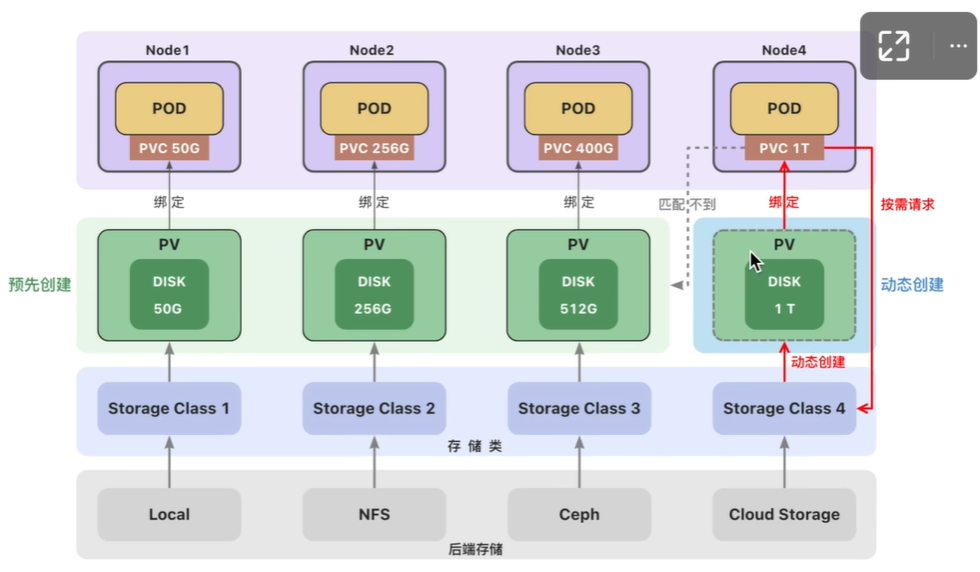 Node1
Node2
Node3
Node4
POD
POD
POD
POD
PVC 50G
PVC 256G
PVC 400G
PVC 1T
绑 定
绑 定
绑 定
匹配不到
绑 定
按需请求
预先创建
PV
DISK
50G
PV
DISK
256G
PV
DISK
512G
PV
DISK
1 T
动态创建
动态创建
Storage Class 1
Storage Class 2
Storage Class 3
Storage Class 4
存 储 类
Local
NFS
Ceph
Cloud Storage
后端存储